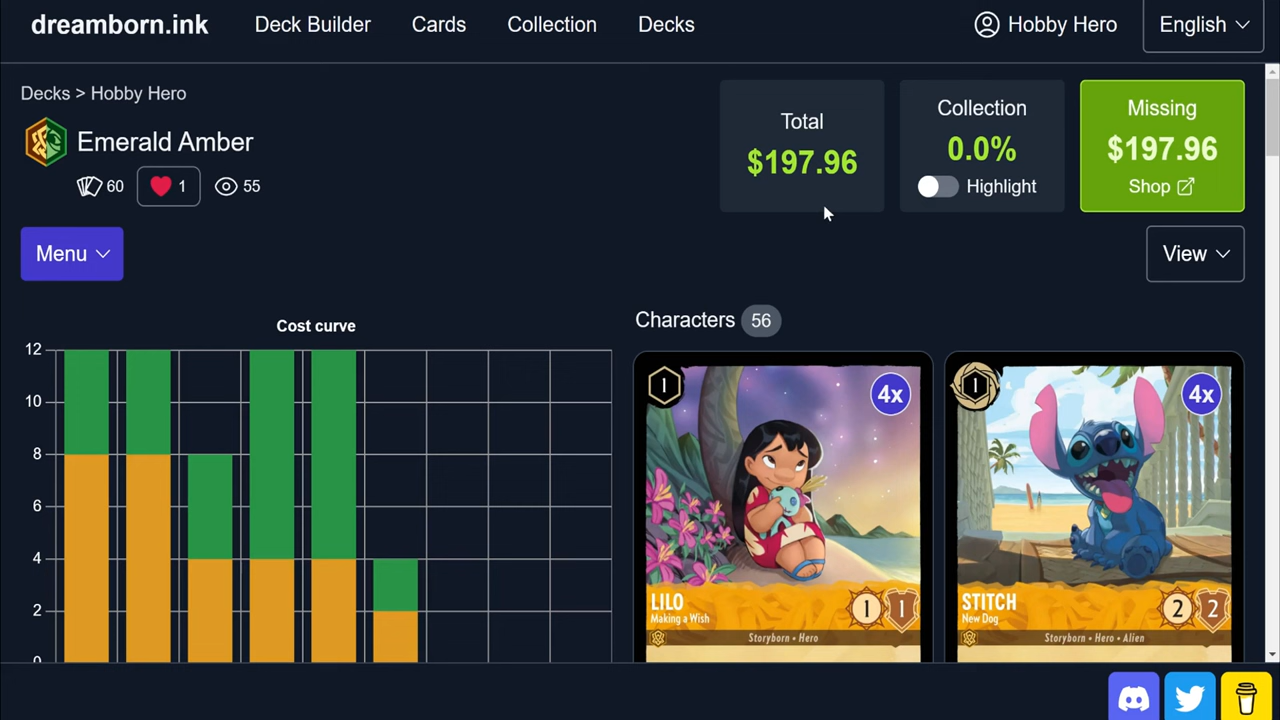 dreamborn.ink Deck Builder Cards Collection Decks Hobby Hero English
Decks > Hobby Hero
Emerald Amber
60 1 55
Total
$197.96
Collection
0.0%
Highlight
Missing
$197.96
Shop
Menu
View
Cost curve
12
10
8
6
4
2
0
Characters 56
1
4x
LILO
Making a Wish
1 1
Storyborn • Hero
1
4x
STITCH
New Dog
2 2
Storyborn • Hero • Alien